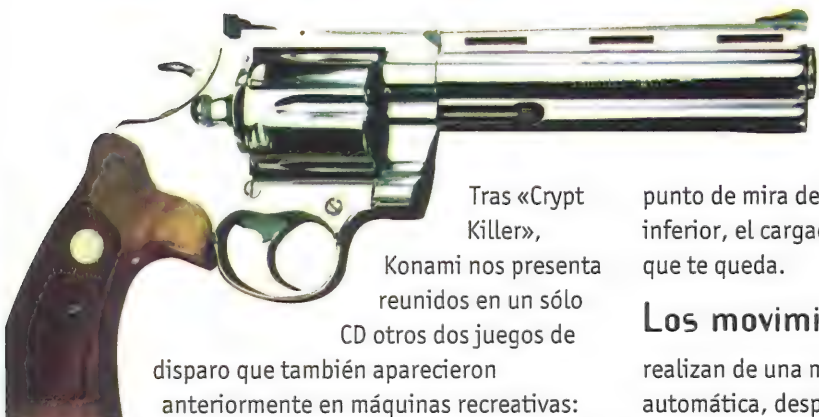 Tras «Crypt
Killer»,
Konami nos presenta
reunidos en un sólo
CD otros dos juegos de
disparo que también aparecieron
anteriormente en máquinas recreativas:
punto de mira de
inferior, el carga
que te queda.
Los movimi
realizan de una m
automática, desp